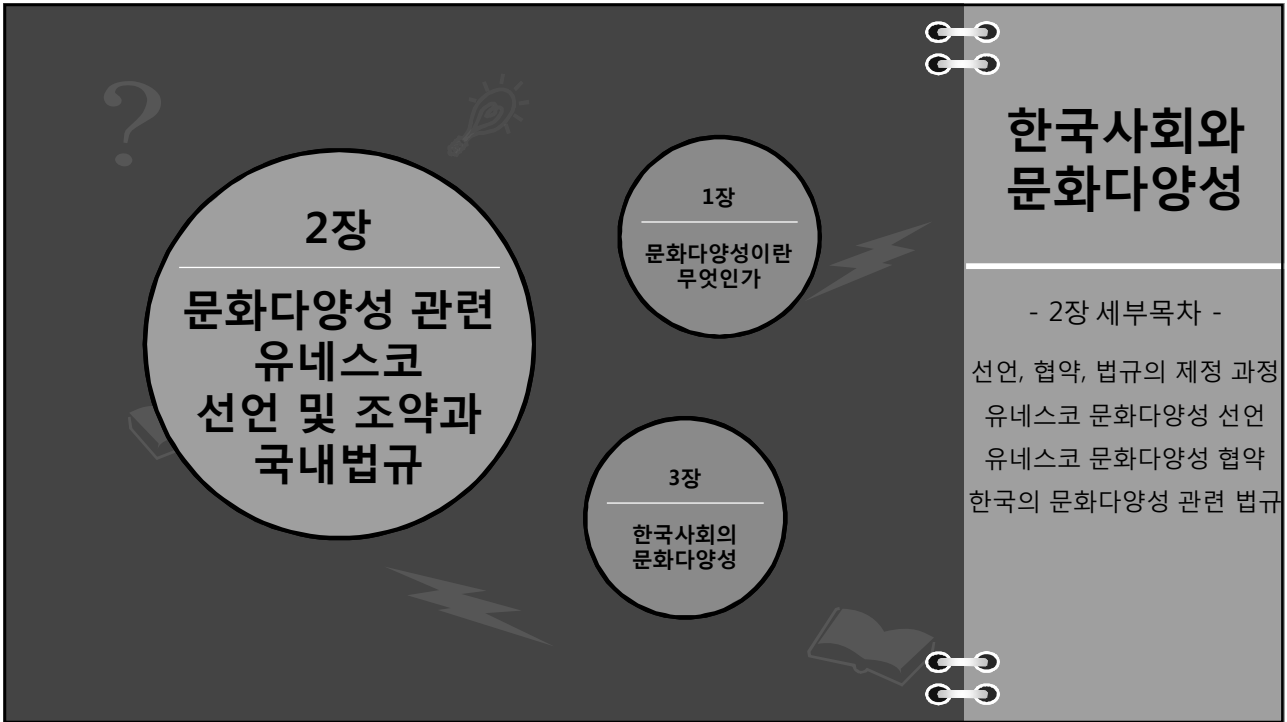 2장
문화다양성 관련
유네스코
선언 및 조약과
국내법규
1장
문화다양성이란
무엇인가
3장
한국사회의
문화다양성
한국사회와
문화다양성
- 2장 세부목차 -
선언, 협약, 법규의 제정 과정
유네스코 문화다양성 선언
유네스코 문화다양성 협약
한국의 문화다양성 관련 법규